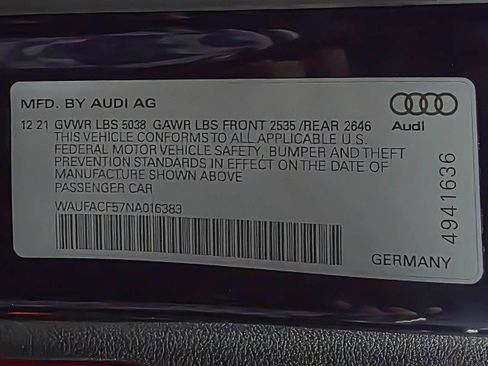 MFD. BY AUDI AG
12 21 GVWR LBS 5038 GAWR LBS FRONT 2535 /REAR 2646
THIS VEHICLE CONFORMS TO ALL APPLICABLE U.S.
FEDERAL MOTOR VEHICLE SAFETY, BUMPER AND THEFT
PREVENTION STANDARDS IN EFFECT ON THE DATE OF
MANUFACTURE SHOWN ABOVE
PASSENGER CAR
WAUFACF57NA016383
Audi
4941636
GERMANY